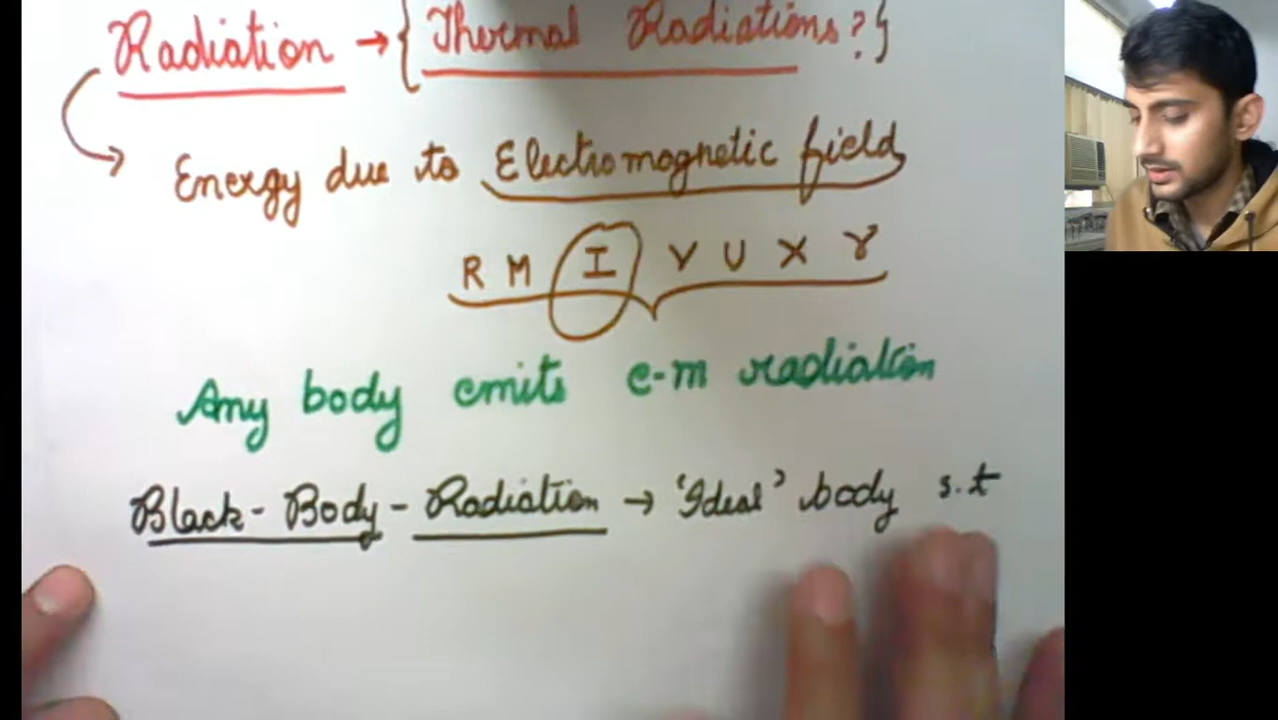 Radiation → {Thermal Radiations?}
Energy due to Electromagnetic field
R M I V U X γ
Any body emits e-m radiation
Black-Body-Radiation → 'Ideal' body s.t